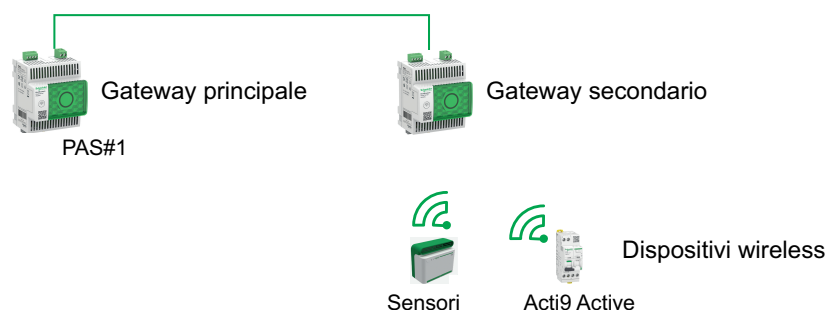 Gateway principale
Gateway secondario
PAS#1
Dispositivi wireless
Sensori
Acti9 Active